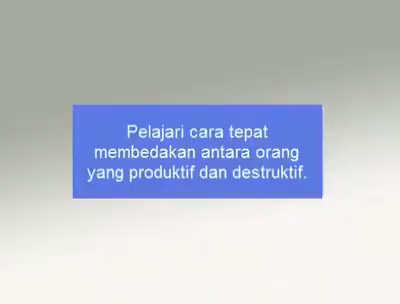 Pelajari cara tepat
membedakan antara orang
yang produktif dan destruktif.